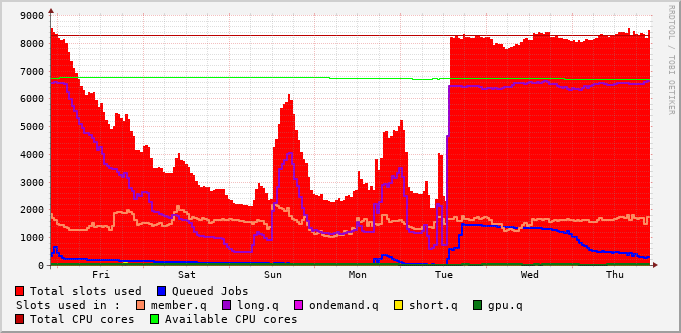 RRDTOOL / TOBI OETIKER
9000
8000
7000
6000
5000
4000
3000
2000
1000
0
Fri Sat Sun Mon Tue Wed Thu
Total slots used Queued Jobs
Slots used in : member.q long.q ondemand.q short.q gpu.q
Total CPU cores Available CPU cores